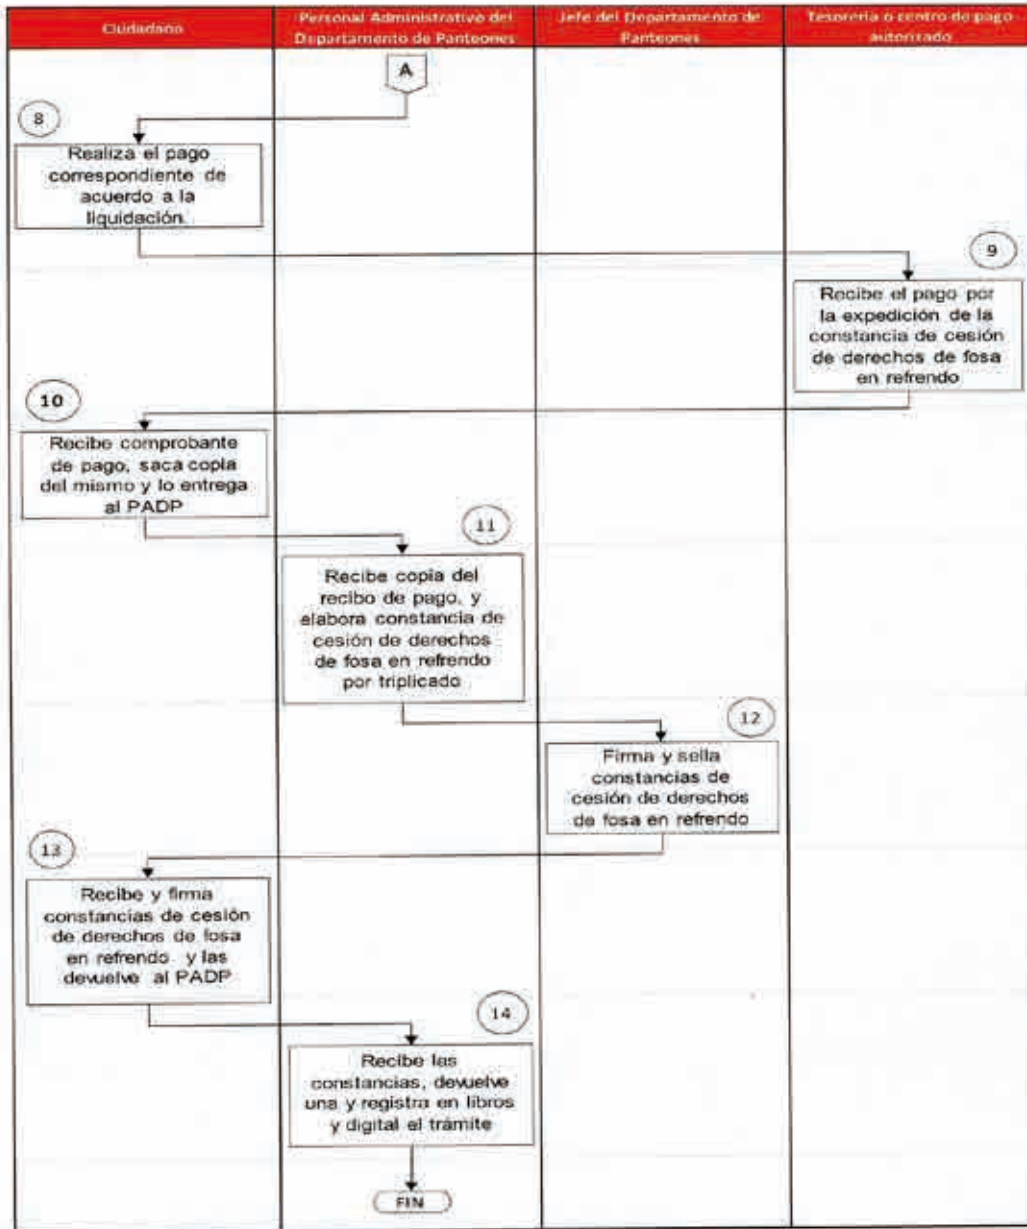 Ciudadano
Personal Administrativo del
Departamento de Panteones
Jefe del Departamento de
Panteones
Tesorería o centro de pago
autorizado
A
8
Realiza el pago
correspondiente de
acuerdo a la
liquidación.
9
Recibe el pago por
la expedición de la
constancia de cesión
de derechos de fosa
en refrendo
10
Recibe comprobante
de pago, saca copia
del mismo y lo entrega
al PADP
11
Recibe copia del
recibo de pago, y
elabora constancia de
cesión de derechos
de fosa en refrendo
por triplicado
12
Firma y sella
constancias de
cesión de derechos
de fosa en refrendo
13
Recibe y firma
constancias de cesión
de derechos de fosa
en refrendo y las
devuelve al PADP
14
Recibe las
constancias, devuelve
una y registra en libros
y digital el trámite
FIN